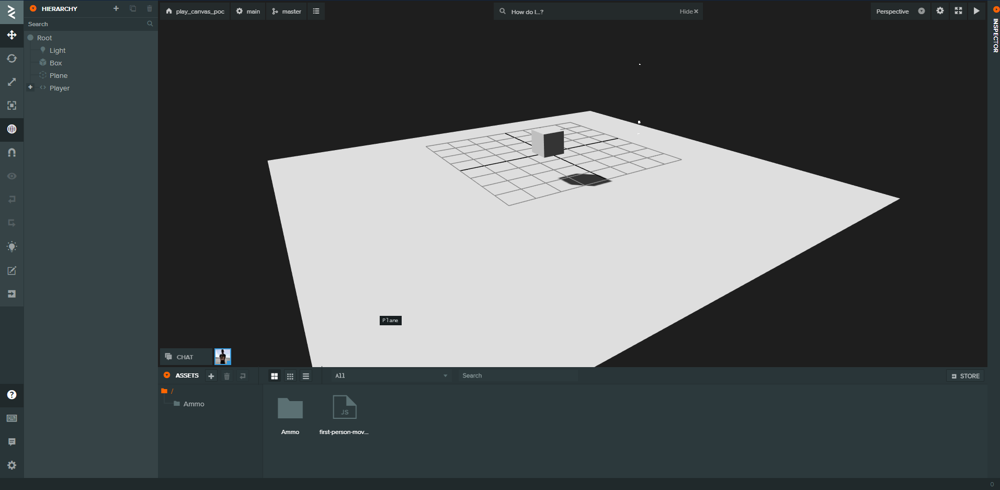 HIERARCHY
play_canvas_poc
main
master
How do I...?
Hide
Perspective
INSPECTOR
Search
Root
Light
Box
Plane
Player
Plane
CHAT
ASSETS
All
Search
STORE
/
Ammo
JS
Ammo
first-person-mov...
0